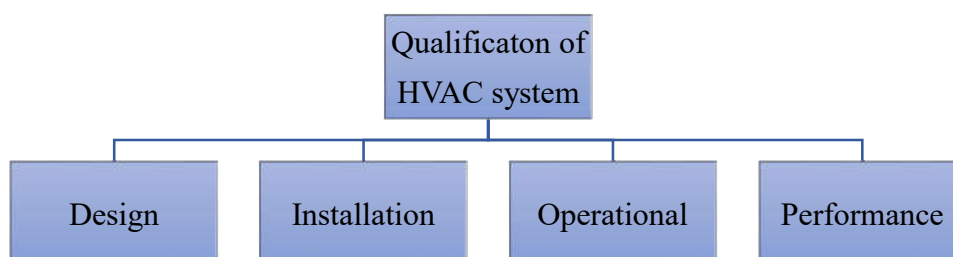 Qualificaton of
HVAC system
Design
Installation
Operational
Performance